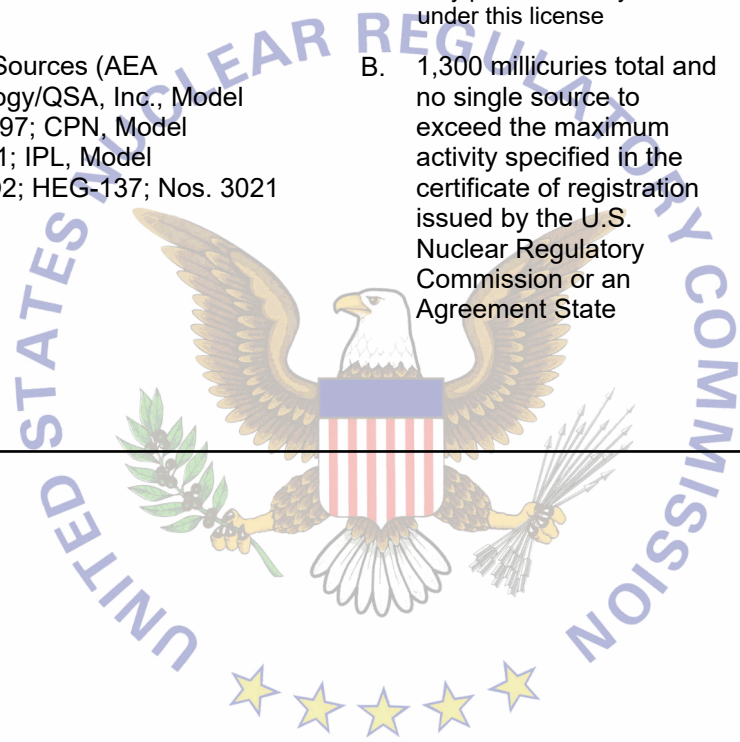 under this license
Sources (AEA
ogy/QSA, Inc., Model
97; CPN, Model
1; IPL, Model
2; HEG-137; Nos. 3021
B. 1,300 millicuries total and
no single source to
exceed the maximum
activity specified in the
certificate of registration
issued by the U.S.
Nuclear Regulatory
Commission or an
Agreement State
UNITED STATES NUCLEAR REGULATORY COMMISSION